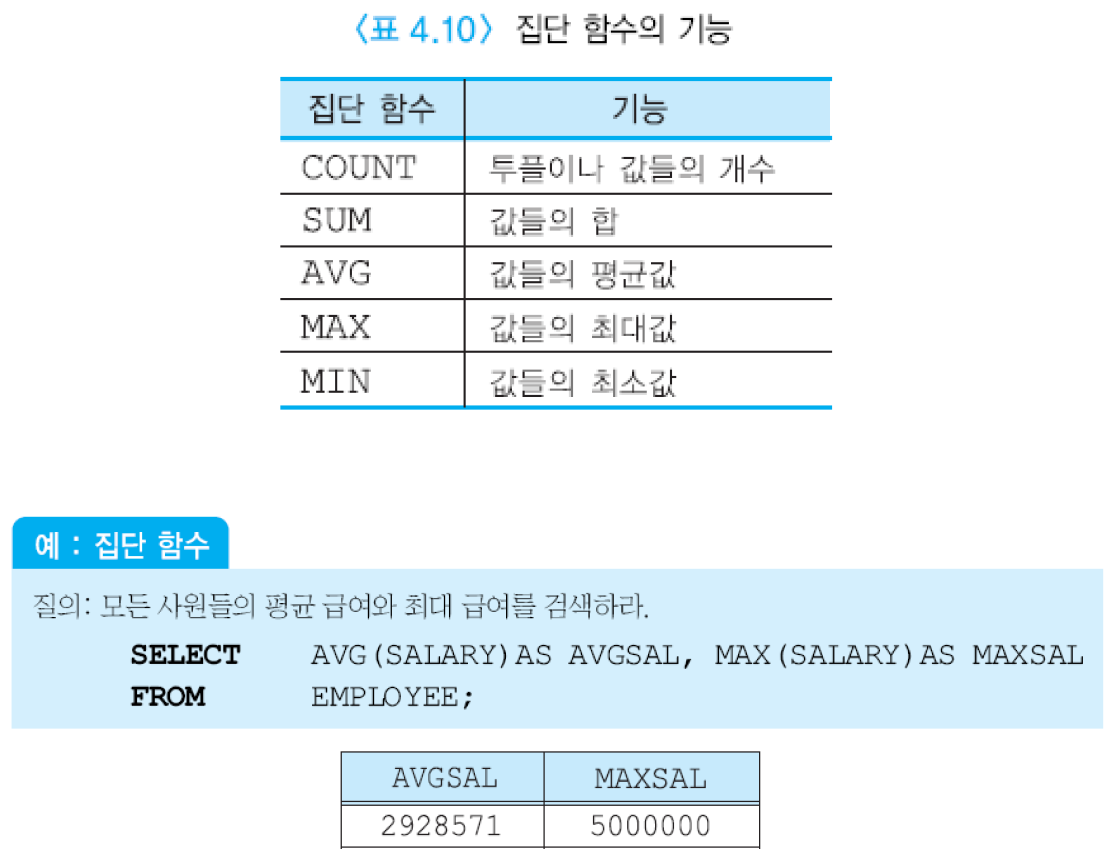 〈표 4.10〉 집단 함수의 기능
집단 함수 기능
COUNT 투플이나 값들의 개수
SUM 값들의 합
AVG 값들의 평균값
MAX 값들의 최대값
MIN 값들의 최소값
예 : 집단 함수
질의: 모든 사원들의 평균 급여와 최대 급여를 검색하라.
SELECT AVG(SALARY)AS AVGSAL, MAX(SALARY)AS MAXSAL
FROM EMPLOYEE;
AVGSAL MAXSAL
2928571 5000000